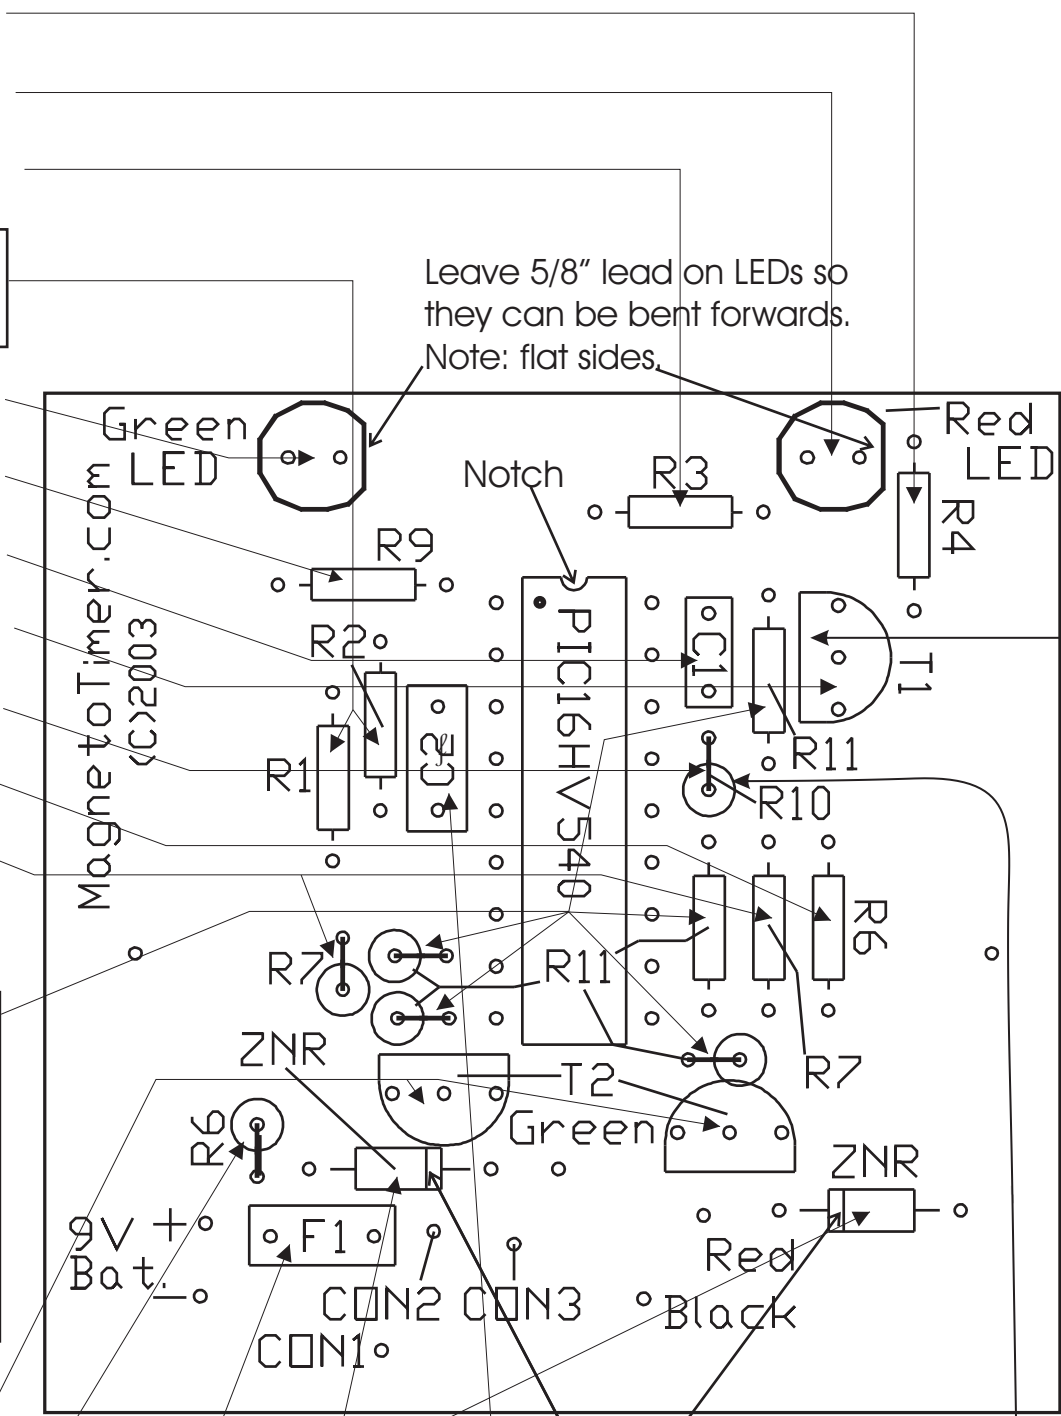 Leave 5/8" lead on LEDs so
they can be bent forwards.
Note: flat sides.
Green
LED
Red
LED
Notch
R3
R4
R9
MagnetoTimer.com
(C)2003
R2
R1
C2
PIC16HV540
C1
T1
R11
R10
R6
R7
R11
ZNR
T2
R7
R6
Green
ZNR
9V +
Bat.
–
F1
Red
CON2
CON3
Black
CON1